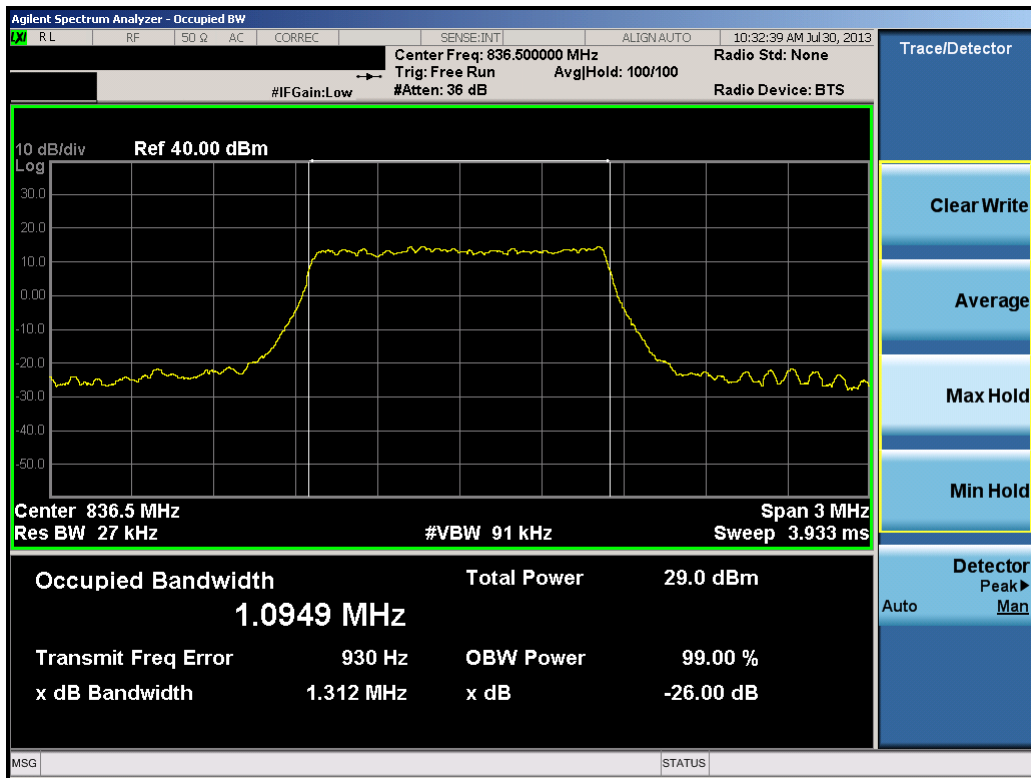 Agilent Spectrum Analyzer - Occupied BW
LXI RL RF 50 Ω AC CORREC SENSE:INT ALIGN AUTO 10:32:39 AM Jul 30, 2013
Center Freq: 836.500000 MHz Radio Std: None
Trig: Free Run Avg|Hold: 100/100
#IFGain:Low #Atten: 36 dB Radio Device: BTS
Trace/Detector
10 dB/div Ref 40.00 dBm
Log
30.0
20.0
10.0
0.00
-10.0
-20.0
-30.0
-40.0
-50.0
Center 836.5 MHz Span 3 MHz
Res BW 27 kHz #VBW 91 kHz Sweep 3.933 ms
Occupied Bandwidth Total Power 29.0 dBm
1.0949 MHz
Transmit Freq Error 930 Hz OBW Power 99.00 %
x dB Bandwidth 1.312 MHz x dB -26.00 dB
Clear Write
Average
Max Hold
Min Hold
Detector
Peak▶
Auto Man
MSG STATUS